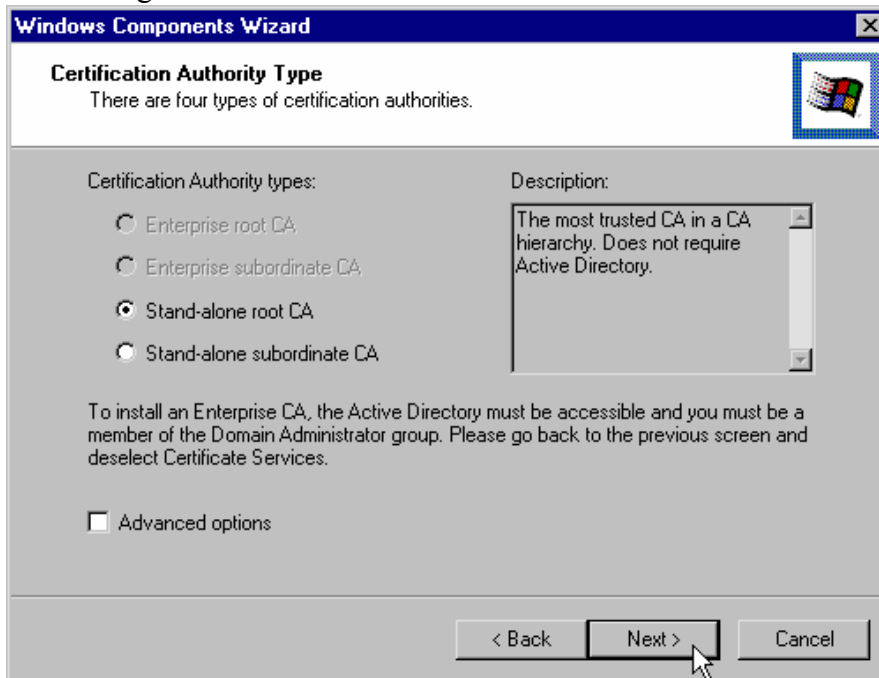 Windows Components Wizard
Certification Authority Type
There are four types of certification authorities.
Certification Authority types:
Description:
Enterprise root CA
Enterprise subordinate CA
Stand-alone root CA
Stand-alone subordinate CA
The most trusted CA in a CA
hierarchy. Does not require
Active Directory.
To install an Enterprise CA, the Active Directory must be accessible and you must be a
member of the Domain Administrator group. Please go back to the previous screen and
deselect Certificate Services.
Advanced options
< Back
Next >
Cancel